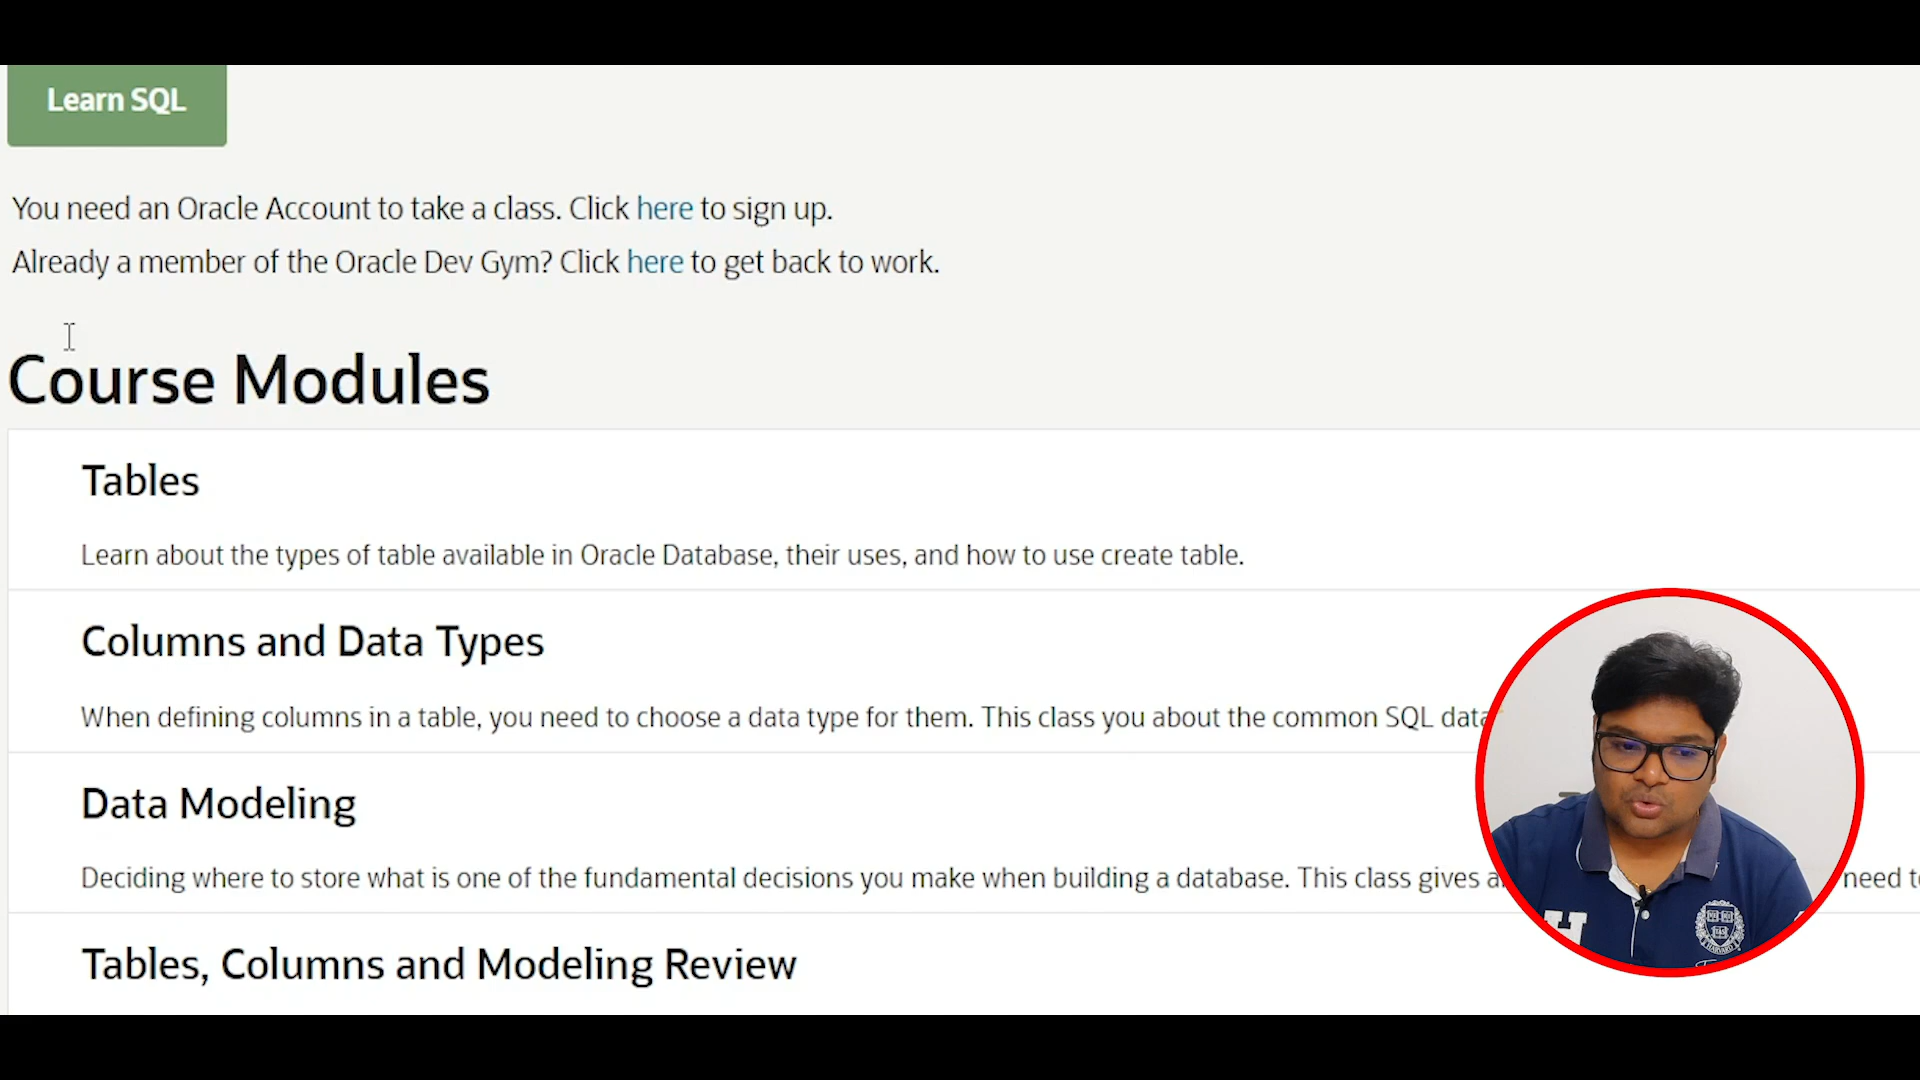 Learn SQL
You need an Oracle Account to take a class. Click here to sign up.
Already a member of the Oracle Dev Gym? Click here to get back to work.
Course Modules
Tables
Learn about the types of table available in Oracle Database, their uses, and how to use create table.
Columns and Data Types
When defining columns in a table, you need to choose a data type for them. This class you about the common SQL data
Data Modeling
Deciding where to store what is one of the fundamental decisions you make when building a database. This class gives need
Tables, Columns and Modeling Review
H